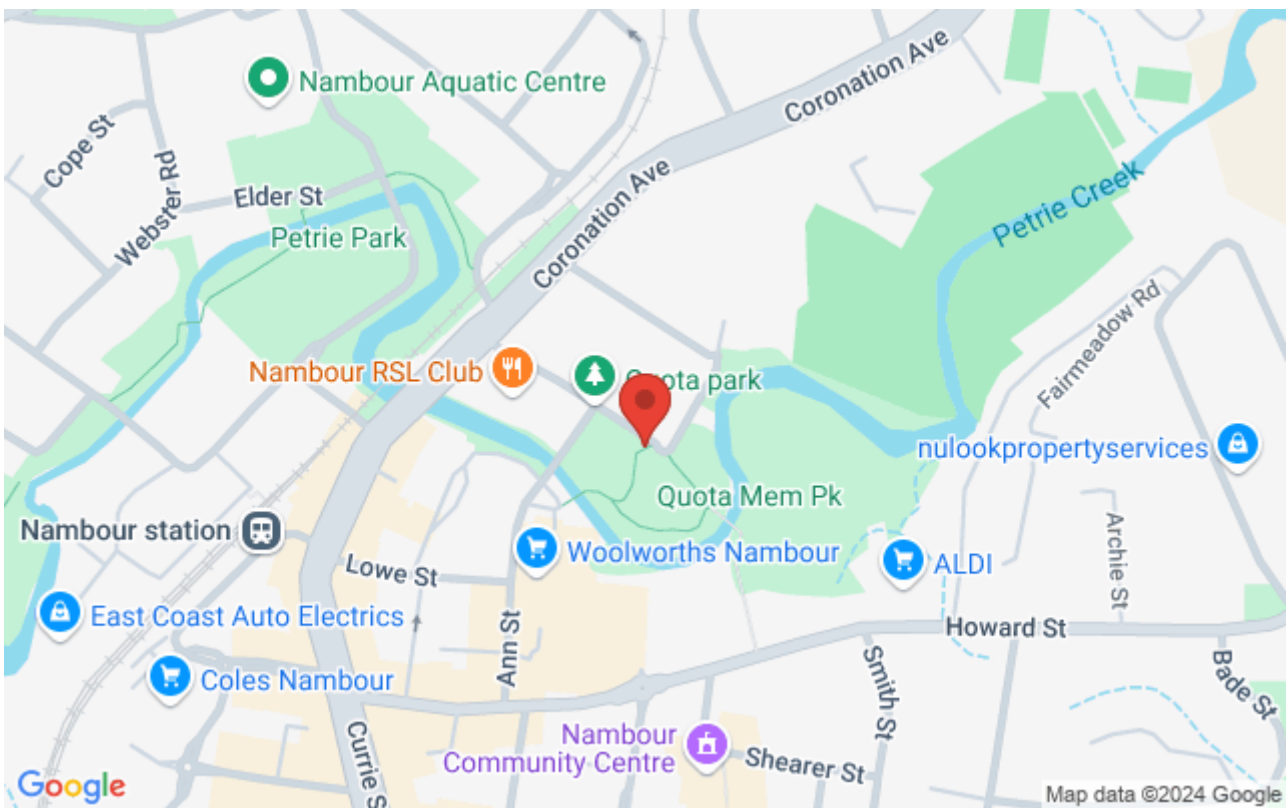 Nambour Aquatic Centre
Coronation Ave
Cope St
Webster Rd
Elder St
Petrie Park
Coronation Ave
Petrie Creek
Fairmeadow Rd
Nambour RSL Club
Quota park
nulookpropertyservices
Quota Mem Pk
Nambour station
Woolworths Nambour
Archie St
Lowe St
ALDI
East Coast Auto Electrics
Ann St
Howard St
Coles Nambour
Smith St
Bade St
Currie S
Nambour
Community Centre
Shearer St
Google
Map data ©2024 Google